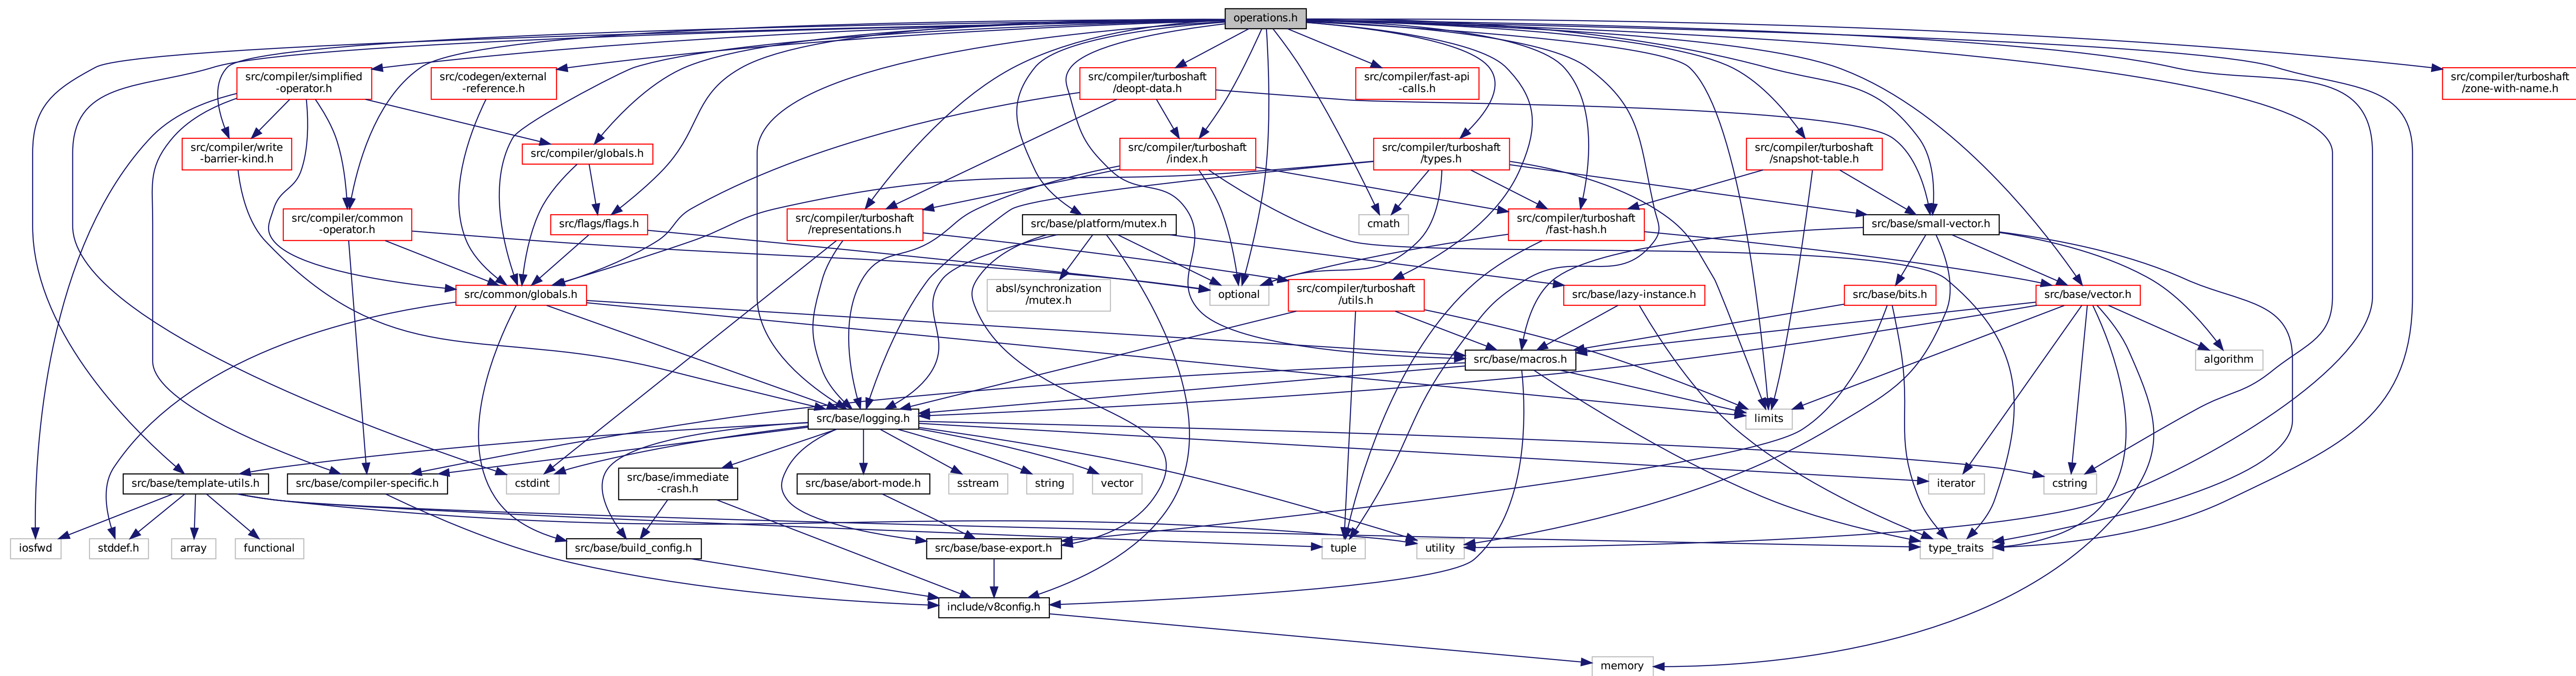 operations.h
src/compiler/simplified
-operator.h
src/codegen/external
-reference.h
src/compiler/turboshaft
/deopt-data.h
src/compiler/fast-api
-calls.h
src/compiler/turboshaft
/zone-with-name.h
src/compiler/write
-barrier-kind.h
src/compiler/globals.h
src/compiler/turboshaft
/index.h
src/compiler/turboshaft
/types.h
src/compiler/turboshaft
/snapshot-table.h
src/compiler/common
-operator.h
src/flags/flags.h
src/compiler/turboshaft
/representations.h
src/base/platform/mutex.h
cmath
src/compiler/turboshaft
/fast-hash.h
src/base/small-vector.h
src/common/globals.h
absl/synchronization
/mutex.h
optional
src/compiler/turboshaft
/utils.h
src/base/lazy-instance.h
src/base/bits.h
src/base/vector.h
src/base/macros.h
algorithm
src/base/logging.h
limits
src/base/template-utils.h
src/base/compiler-specific.h
cstdint
src/base/immediate
-crash.h
src/base/abort-mode.h
sstream
string
vector
iterator
cstring
iosfwd
stddef.h
array
functional
src/base/build_config.h
src/base/base-export.h
tuple
utility
type_traits
include/v8config.h
memory